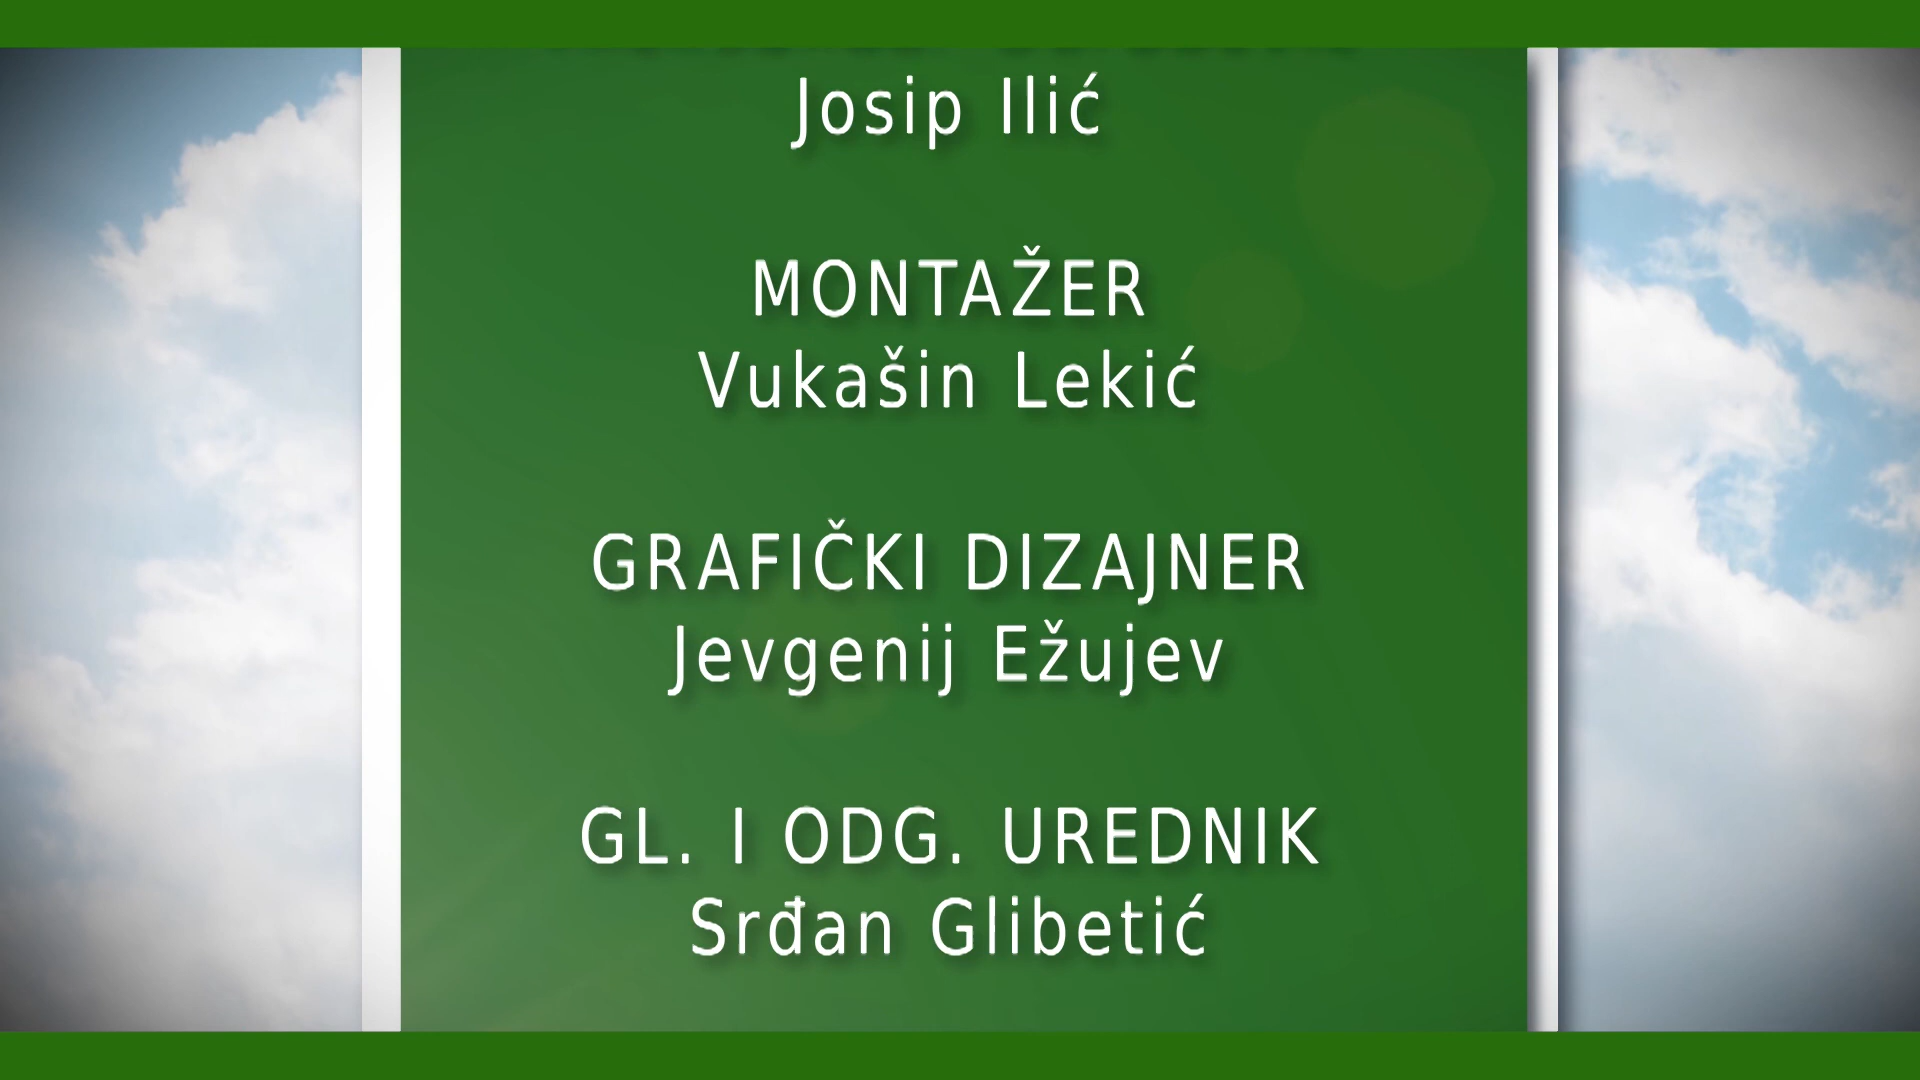 Josip Ilić
MONTAŽER
Vukašin Lekić
GRAFIČKI DIZAJNER
Jevgenij Ežujev
GL. I ODG. UREDNIK
Srđan Glibetić